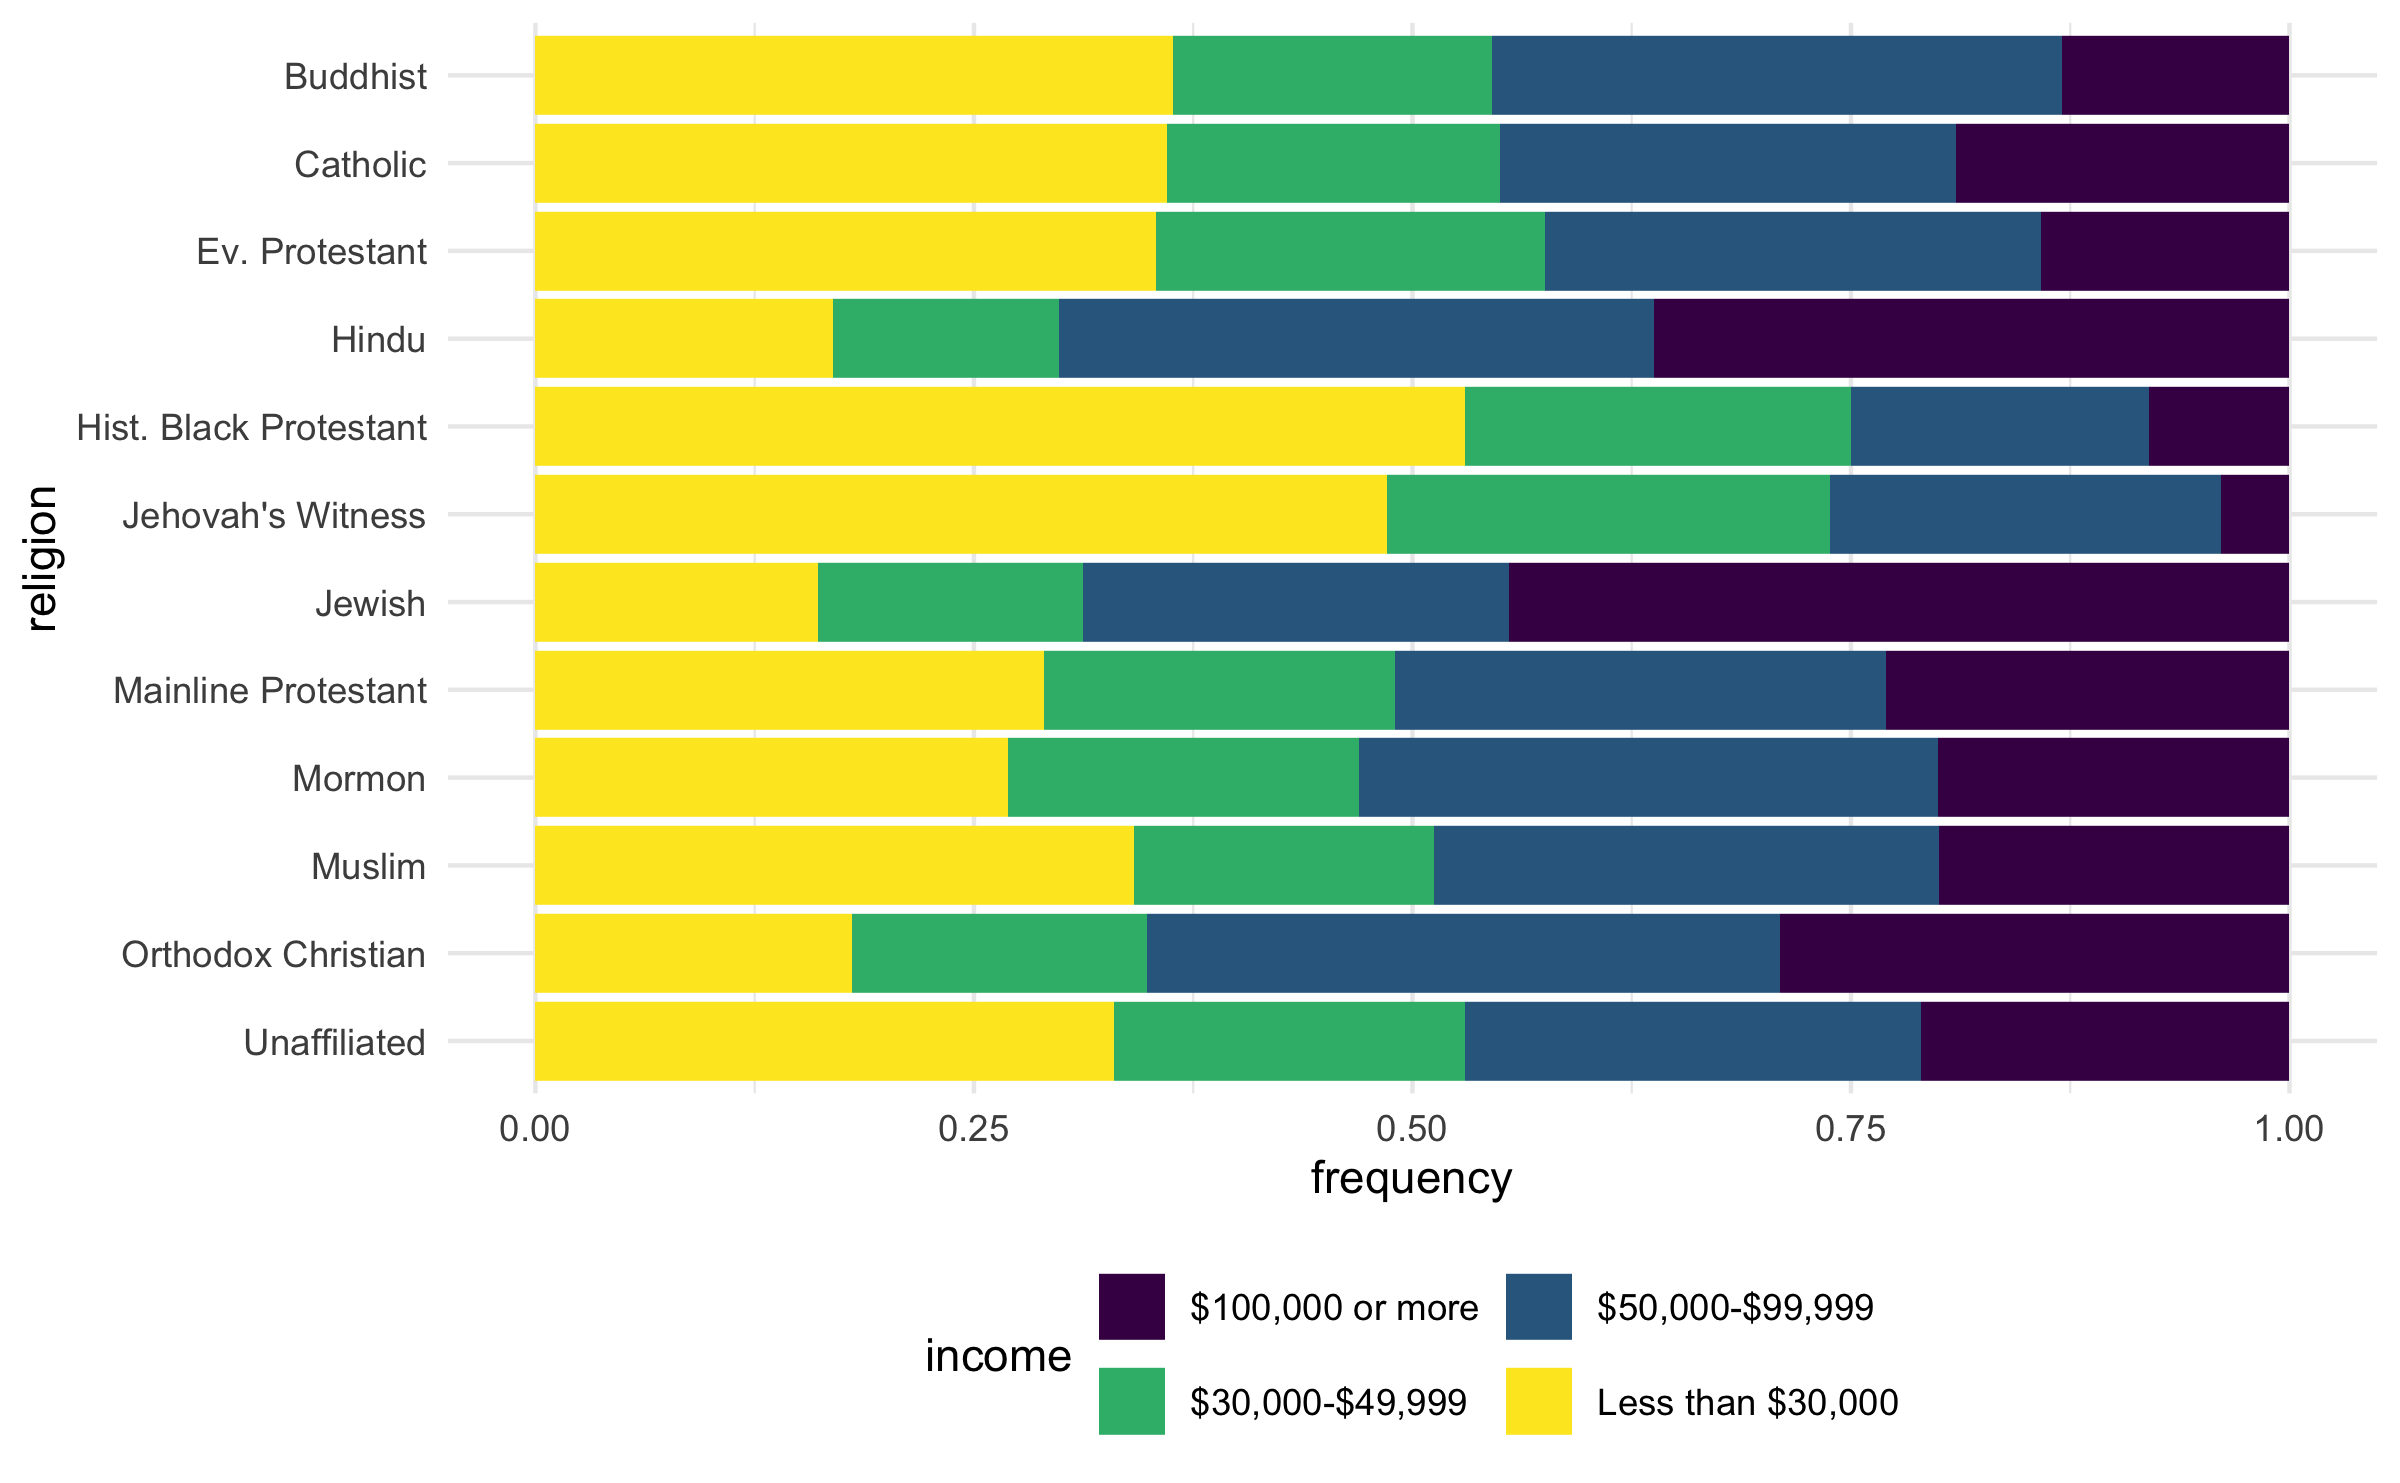 Buddhist
Catholic
Ev. Protestant
Hindu
Hist. Black Protestant
Jehovah's Witness
Jewish
Mainline Protestant
Mormon
Muslim
Orthodox Christian
Unaffiliated
religion
0.00 0.25 0.50 0.75 1.00
frequency
income
$100,000 or more $50,000-$99,999
$30,000-$49,999 Less than $30,000